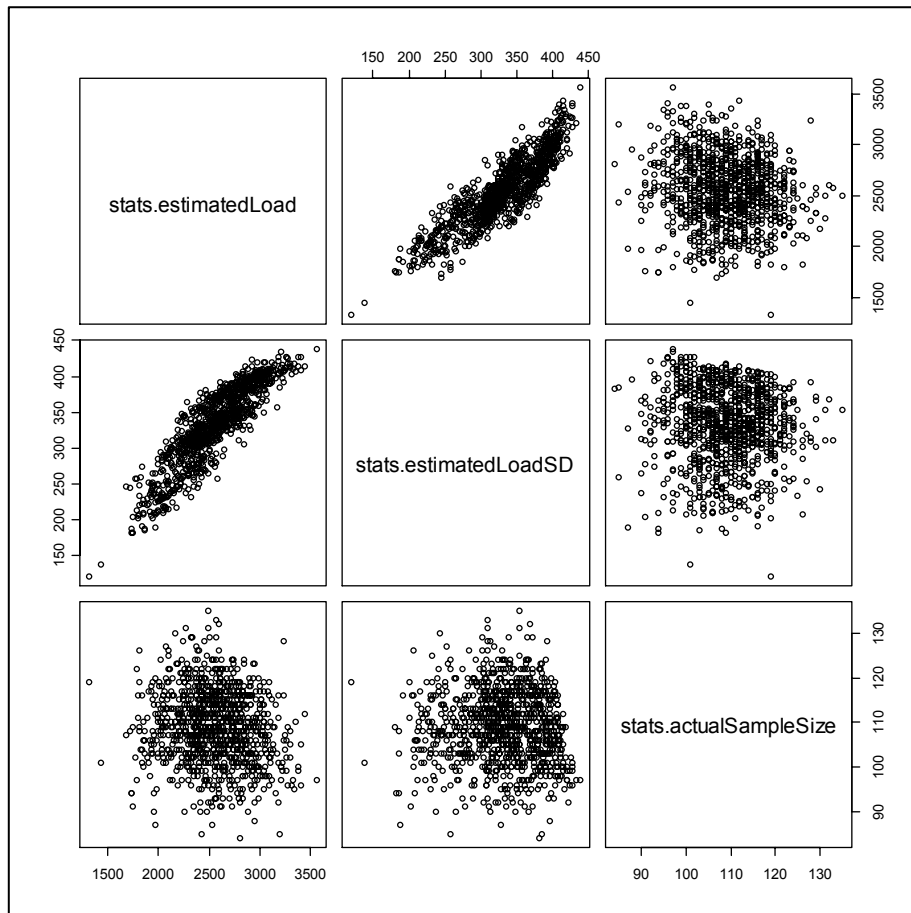 150 200 250 300 350 400 450
stats.estimatedLoad
1500 2000 2500 3000 3500
150 200 250 300 350 400 450
stats.estimatedLoadSD
stats.actualSampleSize
90 100 110 120 130
1500 2000 2500 3000 3500
90 100 110 120 130